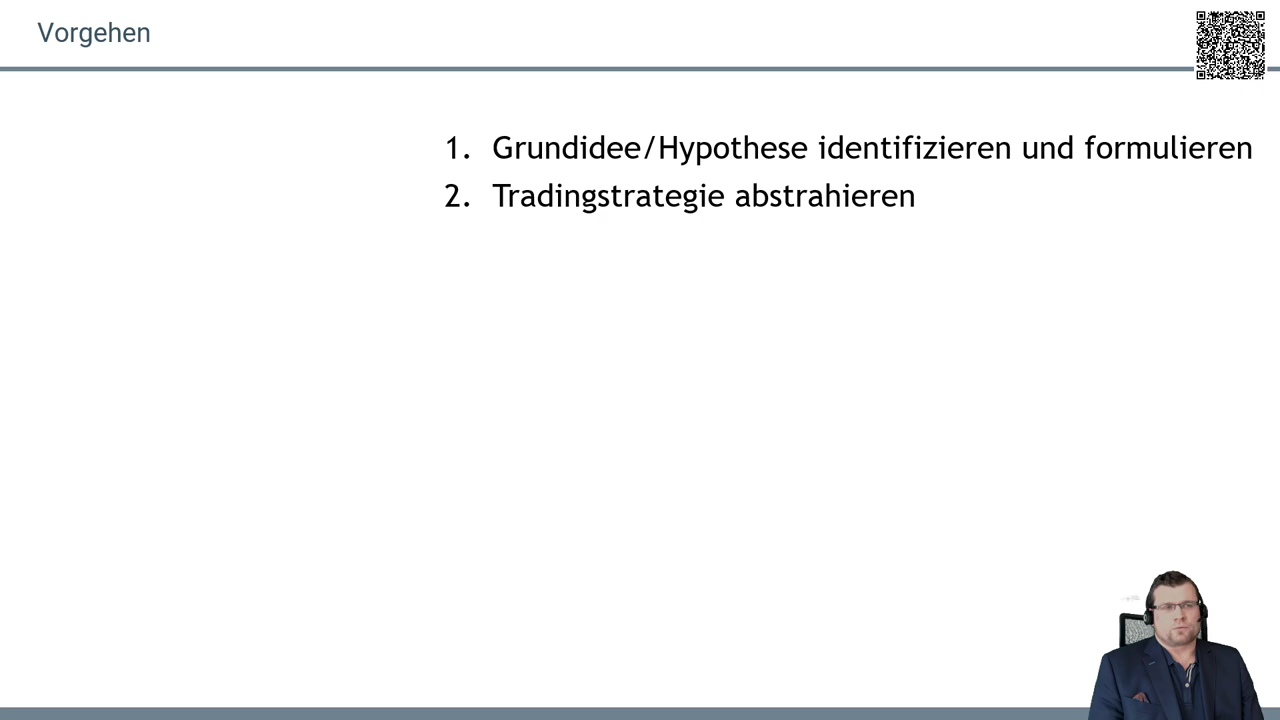 Vorgehen
1. Grundidee/Hypothese identifizieren und formulieren
2. Tradingstrategie abstrahieren